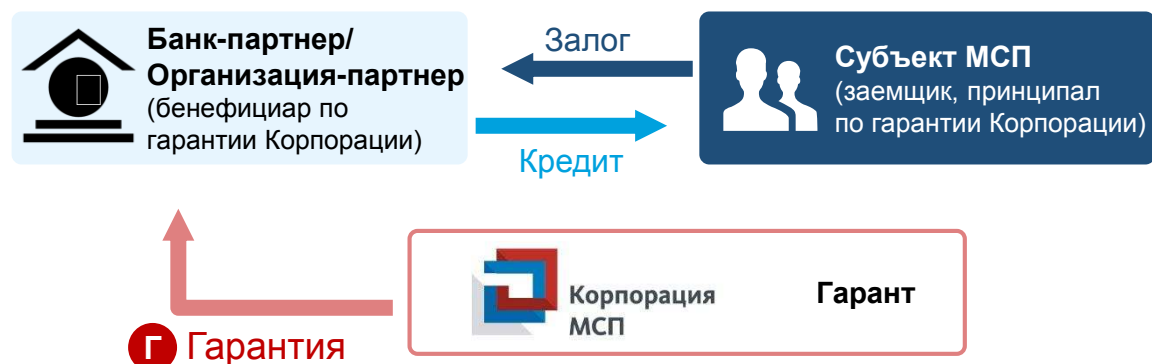 Банк-партнер/
Организация-партнер
(бенефициар по
гарантии Корпорации)
Залог
Кредит
Субъект МСП
(заемщик, принципал
по гарантии Корпорации)
Корпорация
МСП
Гарант
Г Гарантия